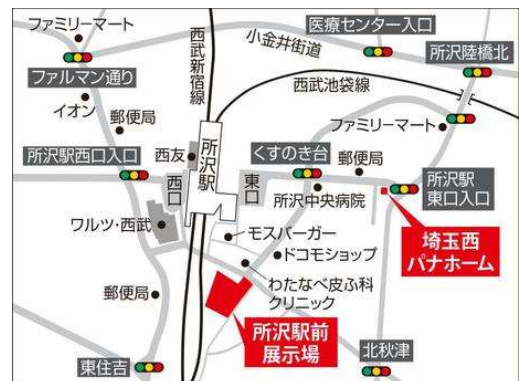 ファミリーマート
西武新宿線
小金井街道
医療センター入口
所沢陸橋北
ファルマン通り
イオン
郵便局
西武池袋線
ファミリーマート
所沢駅西口入口
西友
所沢駅
くすのき台
郵便局
西口
東口
所沢中央病院
所沢駅
東口入口
ワルツ・西武
モスバーガー
ドコモショップ
埼玉西
パナホーム
わたなべ皮ふ科
クリニック
郵便局
所沢駅前
展示場
東住吉
北秋津